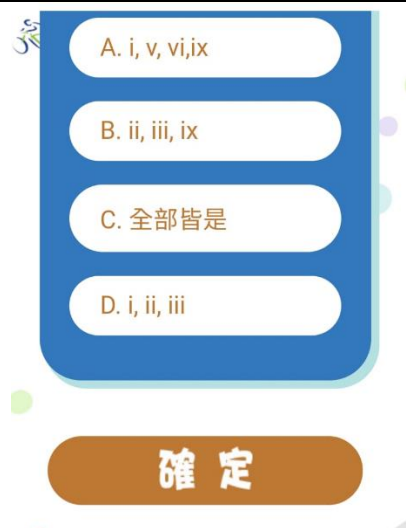 A. i, v, vi,ix
B. ii, iii, ix
C. 全部皆是
D. i, ii, iii
確定